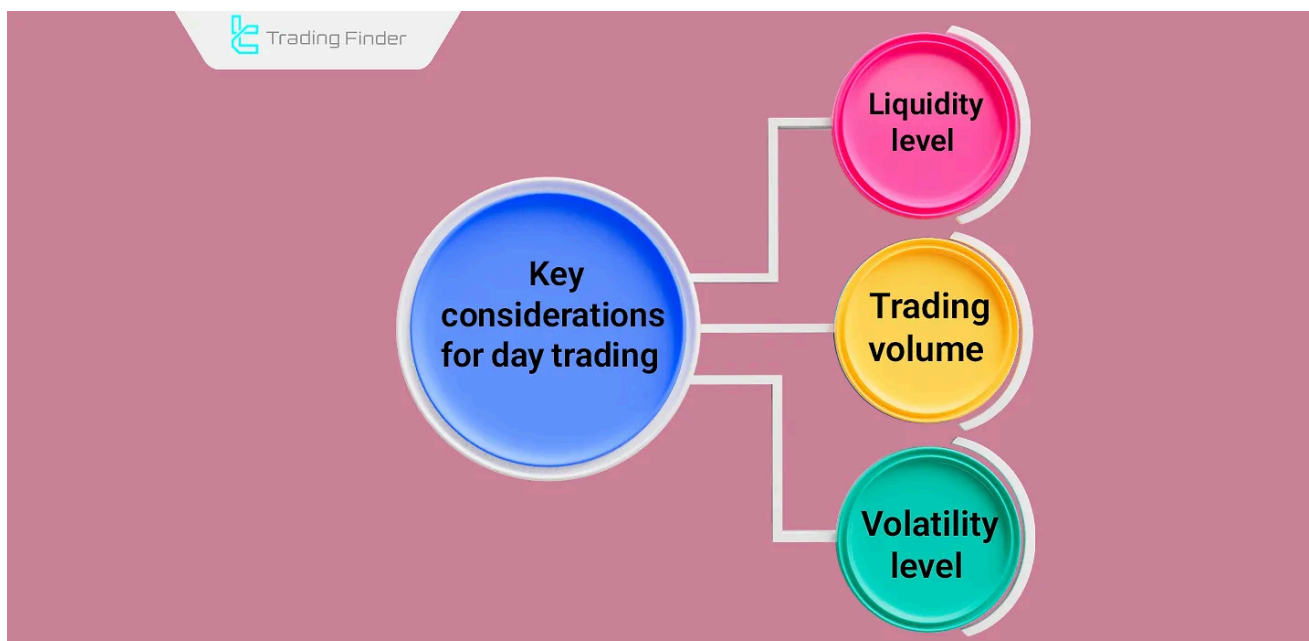 Trading Finder
Key
considerations
for day trading
Liquidity
level
Trading
volume
Volatility
level